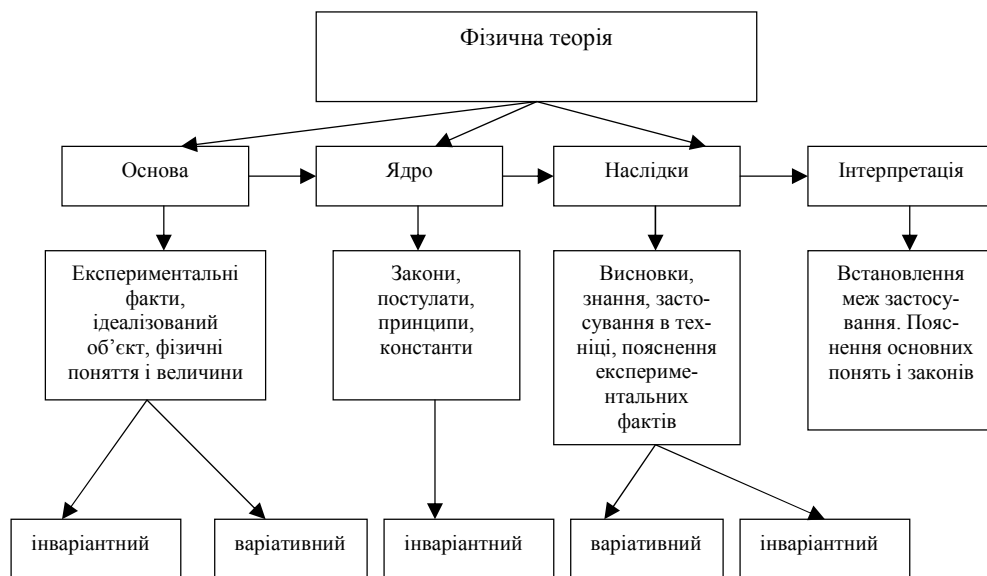 Фізична теорія
Основа
Ядро
Наслідки
Інтерпретація
Експериментальні
факти,
ідеалізований
об’єкт, фізичні
поняття і величини
Закони,
постулати,
принципи,
константи
Висновки,
знання, засто-
сування в тех-
ніці, пояснення
експериме-
нтальних
фактів
Встановлення
меж застосу-
вання. Пояс-
нення основних
понять і законів
інваріантний
варіативний
інваріантний
варіативний
інваріантний